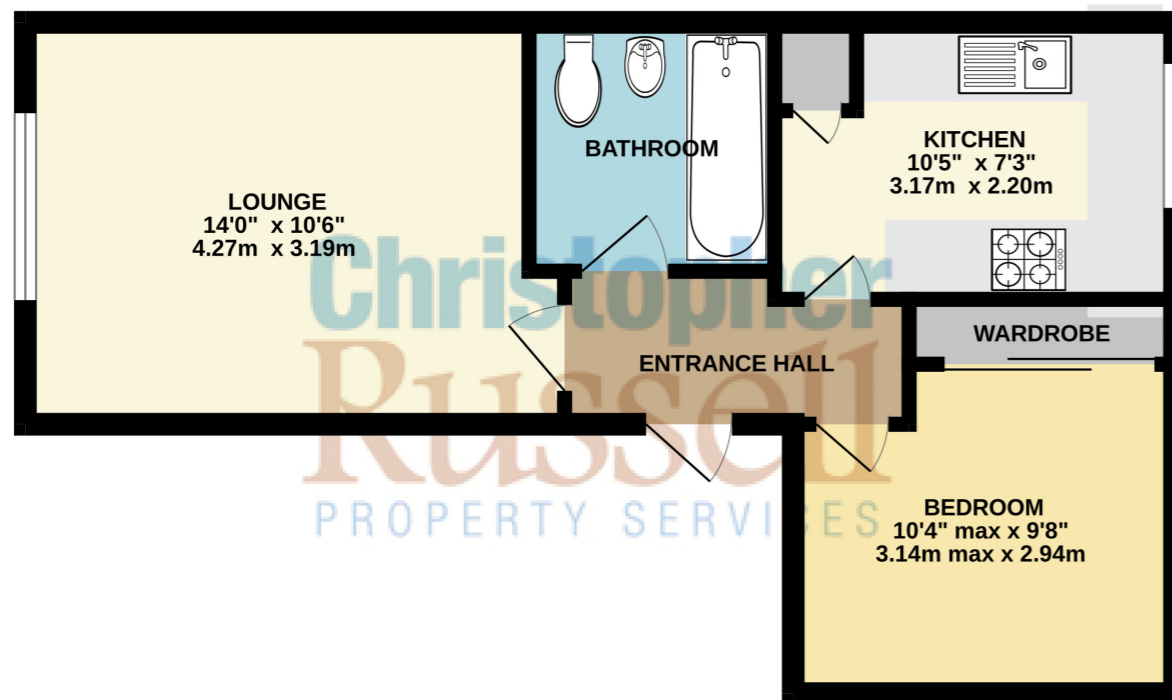 BATHROOM
KITCHEN
10'5" x 7'3"
3.17m x 2.20m
LOUNGE
14'0" x 10'6"
4.27m x 3.19m
Christopher
Russell
PROPERTY SERVICES
WARDROBE
ENTRANCE HALL
BEDROOM
10'4" max x 9'8"
3.14m max x 2.94m